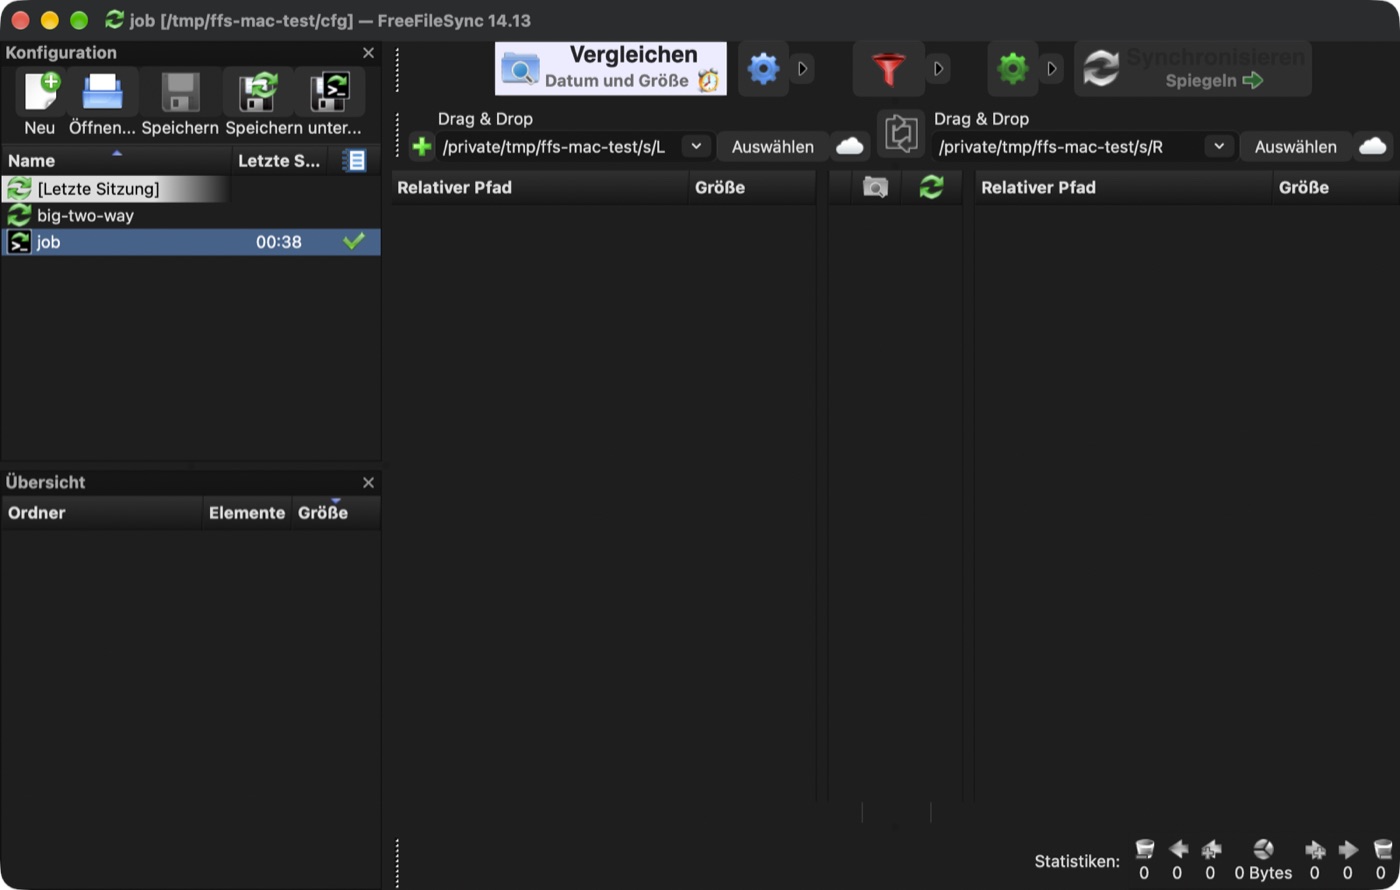 job [/tmp/ffs-mac-test/cfg] — FreeFileSync 14.13
Konfiguration
Neu Öffnen... Speichern Speichern unter...
Name Letzte S...
[Letzte Sitzung]
big-two-way
job 00:38
Übersicht
Ordner Elemente Größe
Vergleichen
Datum und Größe
Synchronisieren
Spiegeln
Drag & Drop
/private/tmp/ffs-mac-test/s/L Auswählen
Drag & Drop
/private/tmp/ffs-mac-test/s/R Auswählen
Relativer Pfad Größe
Relativer Pfad Größe
Statistiken: 0 0 0 0 Bytes 0 0 0